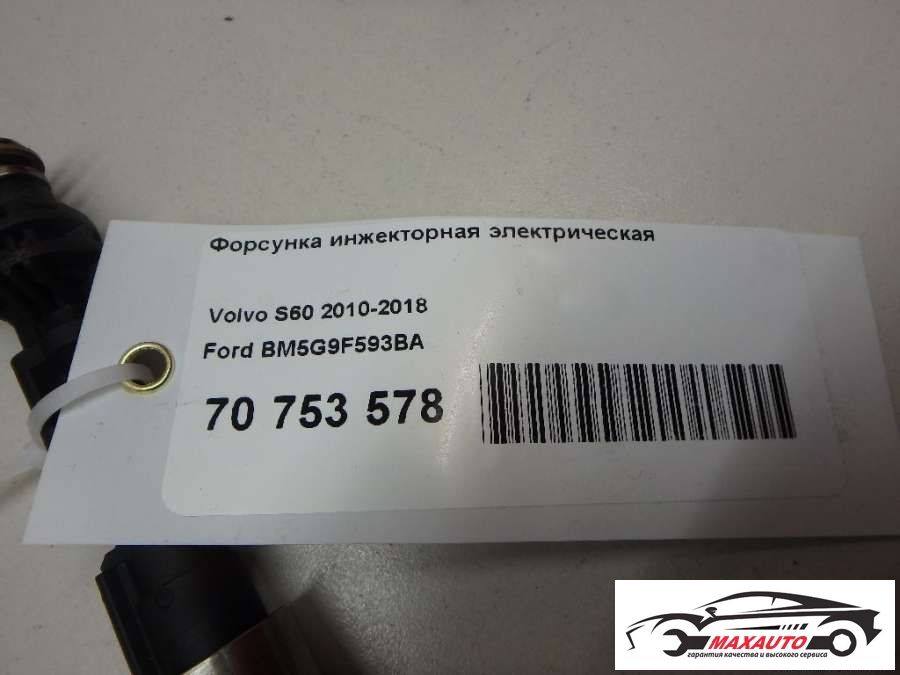 Форсунка инжекторная электрическая
Volvo S60 2010-2018
Ford BM5G9F593BA
70 753 578
MAXAUTO
гарантия качества и высокого сервиса